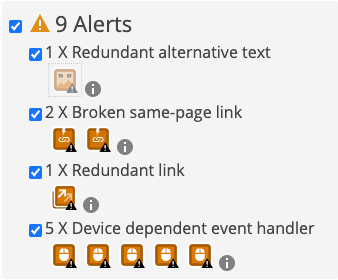 9 Alerts
1 X Redundant alternative text
2 X Broken same-page link
1 X Redundant link
5 X Device dependent event handler